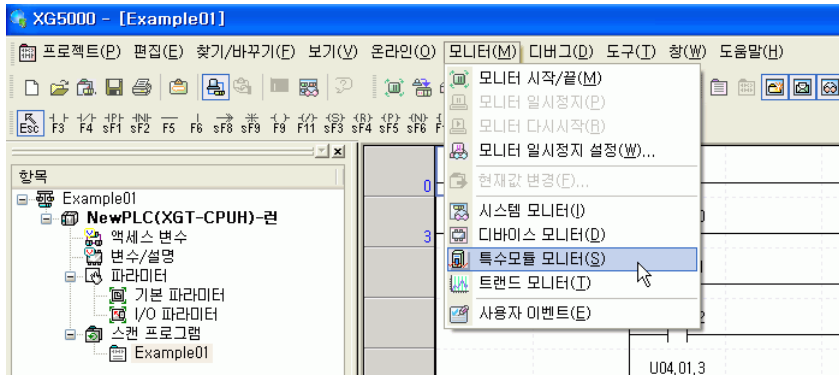 XG5000 - [Example01]
프로젝트(P) 편집(E) 찾기/바꾸기(F) 보기(V) 온라인(O) 모니터(M) 디버그(D) 도구(T) 창(W) 도움말(H)
Esc F3 F4 sF1 sF2 F5 F6 sF8 sF9 F9 F11 sF3 sF4 sF5 sF6
모니터 시작/끝(M)
모니터 일시정지(P)
모니터 다시시작(R)
모니터 일시정지 설정(W)...
현재값 변경(F)...
시스템 모니터(I)
디바이스 모니터(D)
특수모듈 모니터(S)
트랜드 모니터(T)
사용자 이벤트(E)
항목
Example01
NewPLC(XGT-CPUH)-런
액세스 변수
변수/설명
파라미터
기본 파라미터
I/O 파라미터
스캔 프로그램
Example01
0
3
U04,01,3